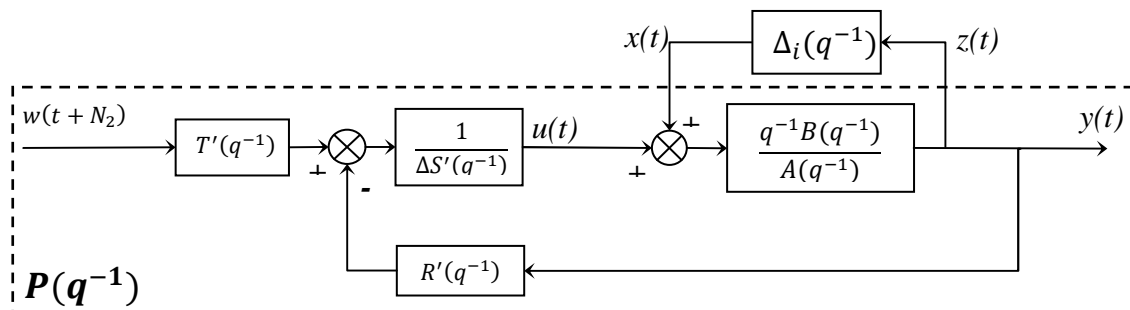 x(t)
Δᵢ(q⁻¹)
z(t)
w(t + N₂)
T′(q⁻¹)
+
-
1
ΔS′(q⁻¹)
u(t)
+
+
q⁻¹B(q⁻¹)
A(q⁻¹)
y(t)
R′(q⁻¹)
P(q⁻¹)